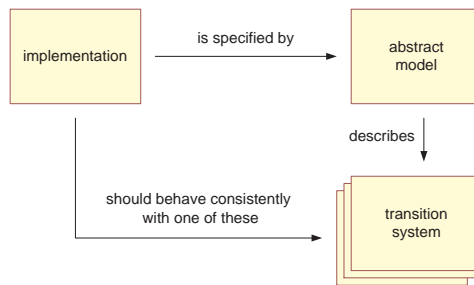 is specified by
implementation
abstract
model
describes
should behave consistently
with one of these
transition
system